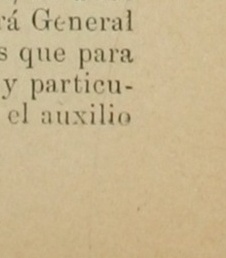 rá General
s que para
y particu-
el auxilio